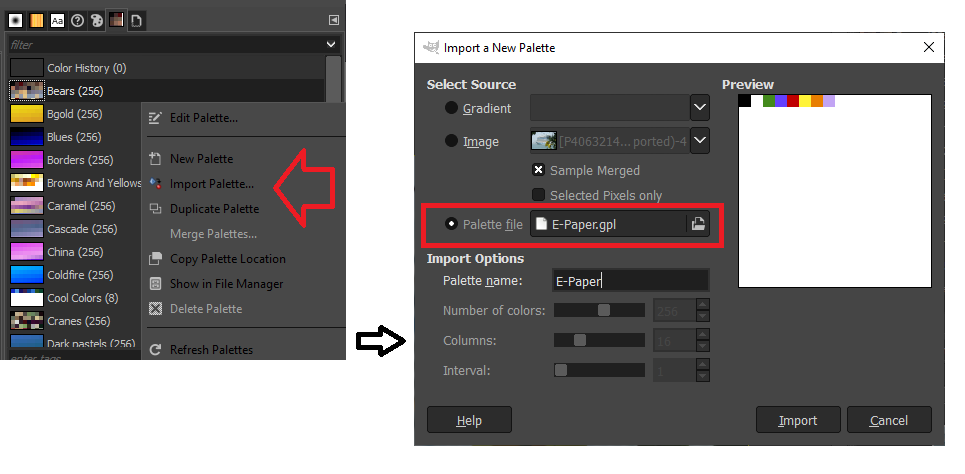 Aa
filter
Color History (0)
Bears (256)
Bgold (256)
Blues (256)
Borders (256)
Browns And Yellows
Caramel (256)
Cascade (256)
China (256)
Coldfire (256)
Cool Colors (8)
Cranes (256)
Dark pastels (256)
enter tags
Edit Palette...
New Palette
Import Palette...
Duplicate Palette
Merge Palettes...
Copy Palette Location
Show in File Manager
Delete Palette
Refresh Palettes
Import a New Palette
Select Source
Gradient
Image
[P4063214... ported)-4
Sample Merged
Selected Pixels only
Palette file
E-Paper.gpl
Import Options
Palette name:
E-Paper
Number of colors:
256
Columns:
16
Interval:
1
Preview
Help
Import
Cancel